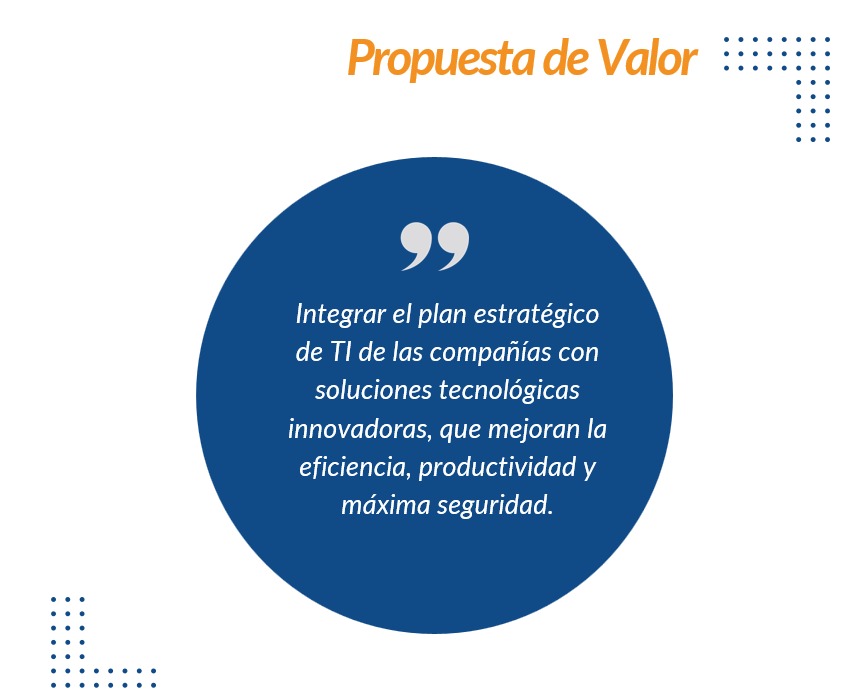 Propuesta de Valor
”
Integrar el plan estratégico
de TI de las compañías con
soluciones tecnológicas
innovadoras, que mejoran la
eficiencia, productividad y
máxima seguridad.